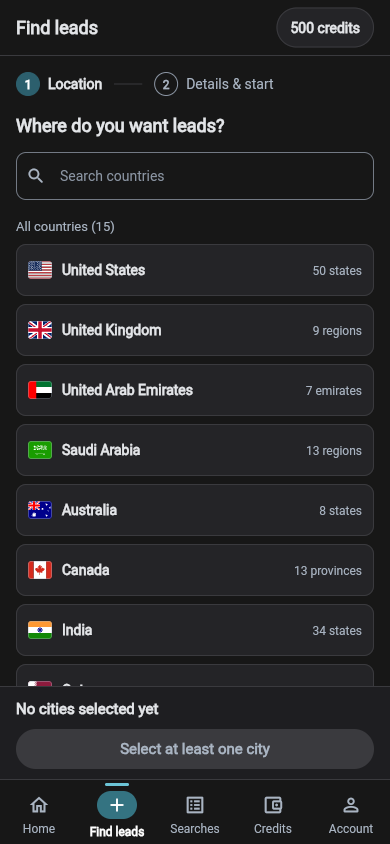 Find leads
500 credits
1 Location
2 Details & start
Where do you want leads?
Search countries
All countries (15)
United States 50 states
United Kingdom 9 regions
United Arab Emirates 7 emirates
Saudi Arabia 13 regions
Australia 8 states
Canada 13 provinces
India 34 states
No cities selected yet
Select at least one city
Home Find leads Searches Credits Account